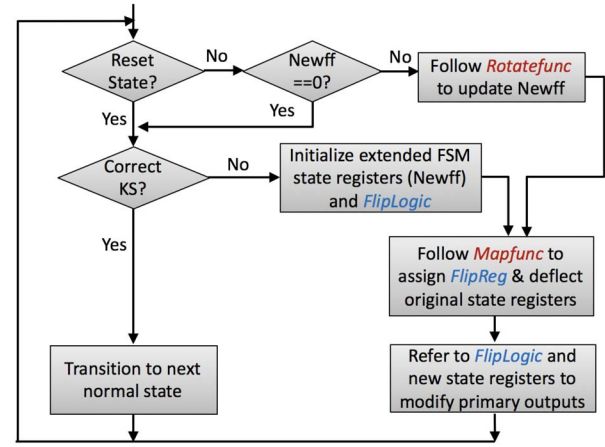 Reset
State?
No
Newff
==0?
No
Follow Rotatefunc
to update Newff
Yes
Yes
Correct
KS?
No
Initialize extended FSM
state registers (Newff)
and FlipLogic
Yes
Follow Mapfunc to
assign FlipReg & deflect
original state registers
Transition to next
normal state
Refer to FlipLogic and
new state registers to
modify primary outputs